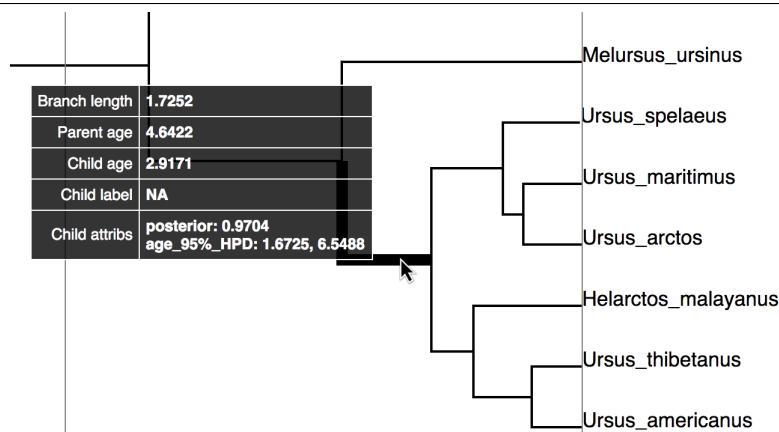 Melursus_ursinus
Branch length 1.7252
Parent age 4.6422
Child age 2.9171
Child label NA
Child attribs posterior: 0.9704
age_95%_HPD: 1.6725, 6.5488
Ursus_spelaeus
Ursus_maritimus
Ursus_arctos
Helarctos_malayanus
Ursus_thibetanus
Ursus_americanus